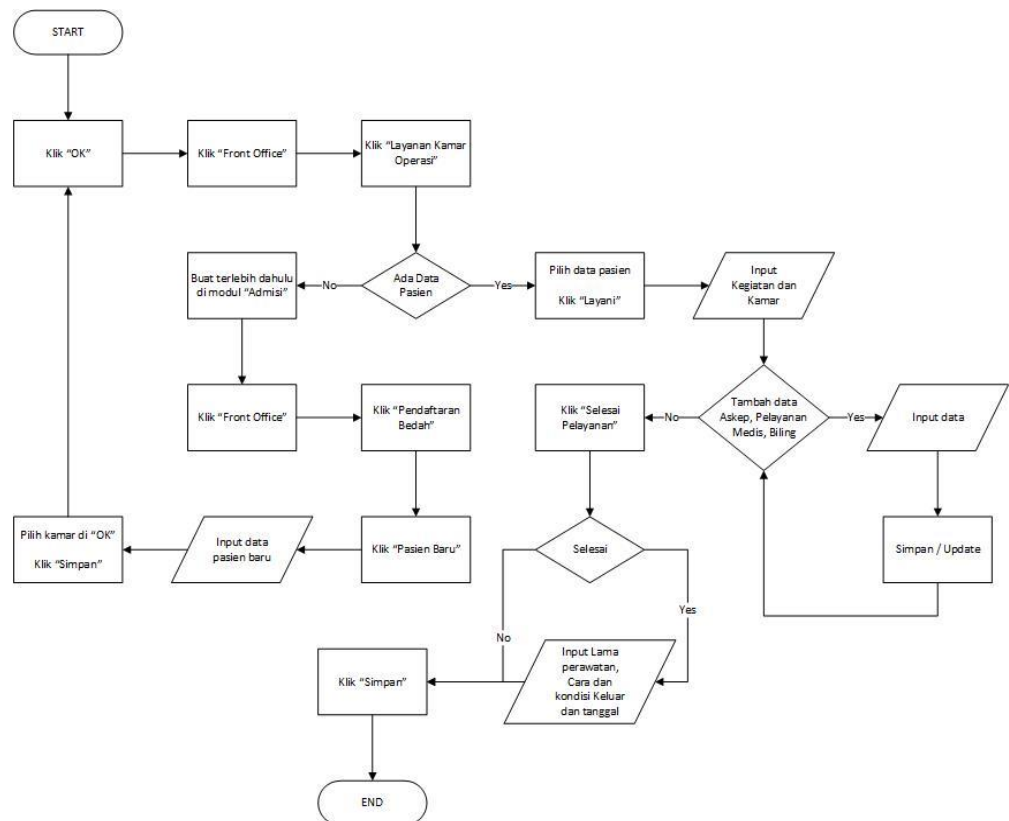 START
Klik “OK”
Klik “Front Office”
Klik “Layanan Kamar
Operasi”
Buat terlebih dahulu
di modul “Admisi”
No
Ada Data
Pasien
Yes
Pilih data pasien
Klik “Layani”
Input
Kegiatan dan
Kamar
Klik “Front Office”
Klik “Pendaftaran
Bedah”
Klik “Selesai
Pelayanan”
No
Tambah data
Askep, Pelayanan
Medis, Biling
Yes
Input data
Pilih kamar di “OK”
Klik “Simpan”
Input data
pasien baru
Klik “Pasien Baru”
Selesai
Simpan / Update
Yes
No
Klik “Simpan”
Input Lama
perawatan,
Cara dan
kondisi Keluar
dan tanggal
END